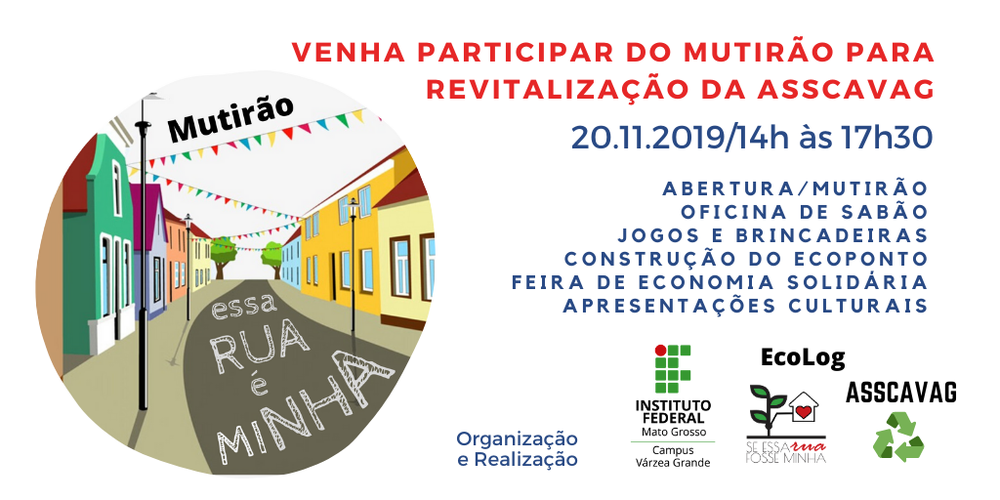 VENHA PARTICIPAR DO MUTIRÃO PARA
REVITALIZAÇÃO DA ASSCAVAG
20.11.2019/14h às 17h30
Mutirão
essa
RUA
é
MINHA
ABERTURA/MUTIRÃO
OFICINA DE SABÃO
JOGOS E BRINCADEIRAS
CONSTRUÇÃO DO ECOPONTO
FEIRA DE ECONOMIA SOLIDÁRIA
APRESENTAÇÕES CULTURAIS
Organização
e Realização
INSTITUTO
FEDERAL
Mato Grosso
Campus
Várzea Grande
EcoLog
SE ESSA rua
FOSSE MINHA
ASSCAVAG